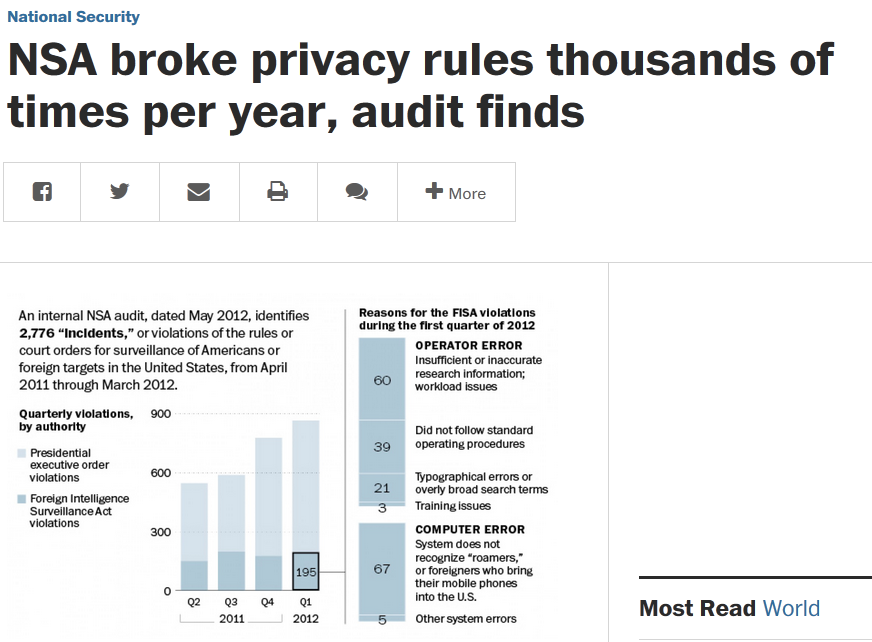 National Security
NSA broke privacy rules thousands of
times per year, audit finds
More
An internal NSA audit, dated May 2012, identifies
2,776 “Incidents,” or violations of the rules or
court orders for surveillance of Americans or
foreign targets in the United States, from April
2011 through March 2012.
Quarterly violations,
by authority
Presidential
executive order
violations
Foreign Intelligence
Surveillance Act
violations
900
600
300
0
195
Q2 Q3 Q4 Q1
2011 2012
Reasons for the FISA violations
during the first quarter of 2012
60
OPERATOR ERROR
Insufficient or inaccurate
research information;
workload issues
39
Did not follow standard
operating procedures
21
Typographical errors or
overly broad search terms
3 Training issues
COMPUTER ERROR
67
System does not
recognize “roamers,”
or foreigners who bring
their mobile phones
into the U.S.
5 Other system errors
Most Read World